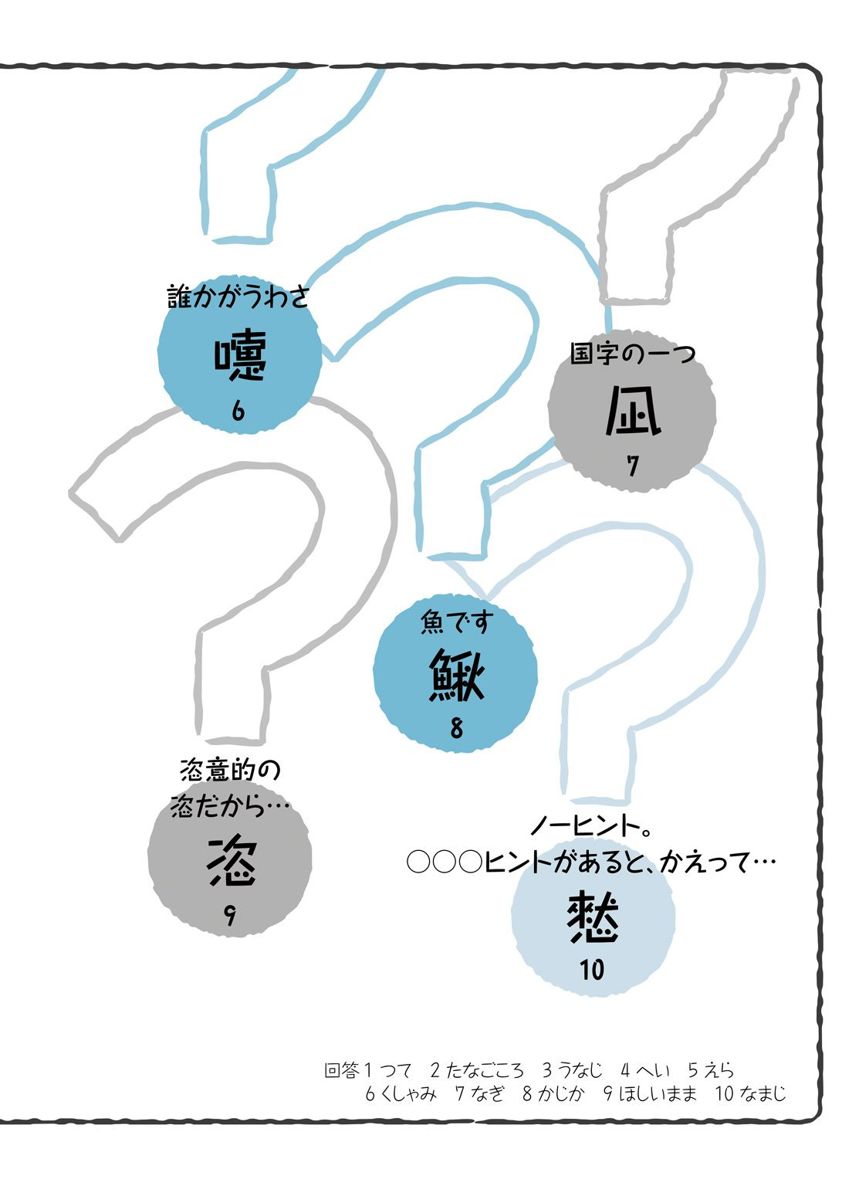 誰かがうわさ
嚔
6
国字の一つ
凪
7
魚です
鰍
8
恣意的の
恣だから…
恣
9
ノーヒント。
○○○ヒントがあると、かえって…
憖
10
回答1 つて　2 たなごころ　3 うなじ　4 へい　5 えら
6 くしゃみ　7 なぎ　8 かじか　9 ほしいまま　10 なまじ